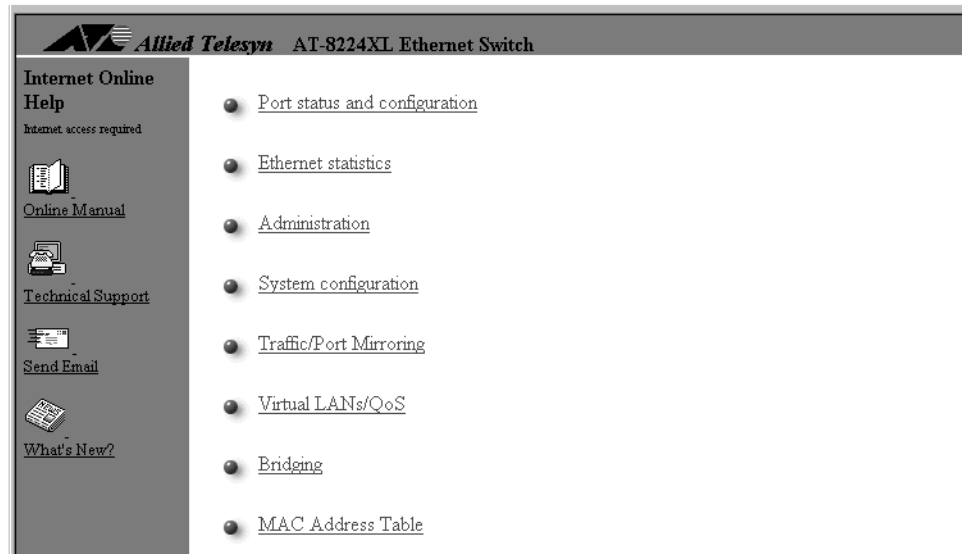 Allied Telesyn AT-8224XL Ethernet Switch
Internet Online
Help
Internet access required
Online Manual
Technical Support
Send Email
What's New?
Port status and configuration
Ethernet statistics
Administration
System configuration
Traffic/Port Mirroring
Virtual LANs/QoS
Bridging
MAC Address Table